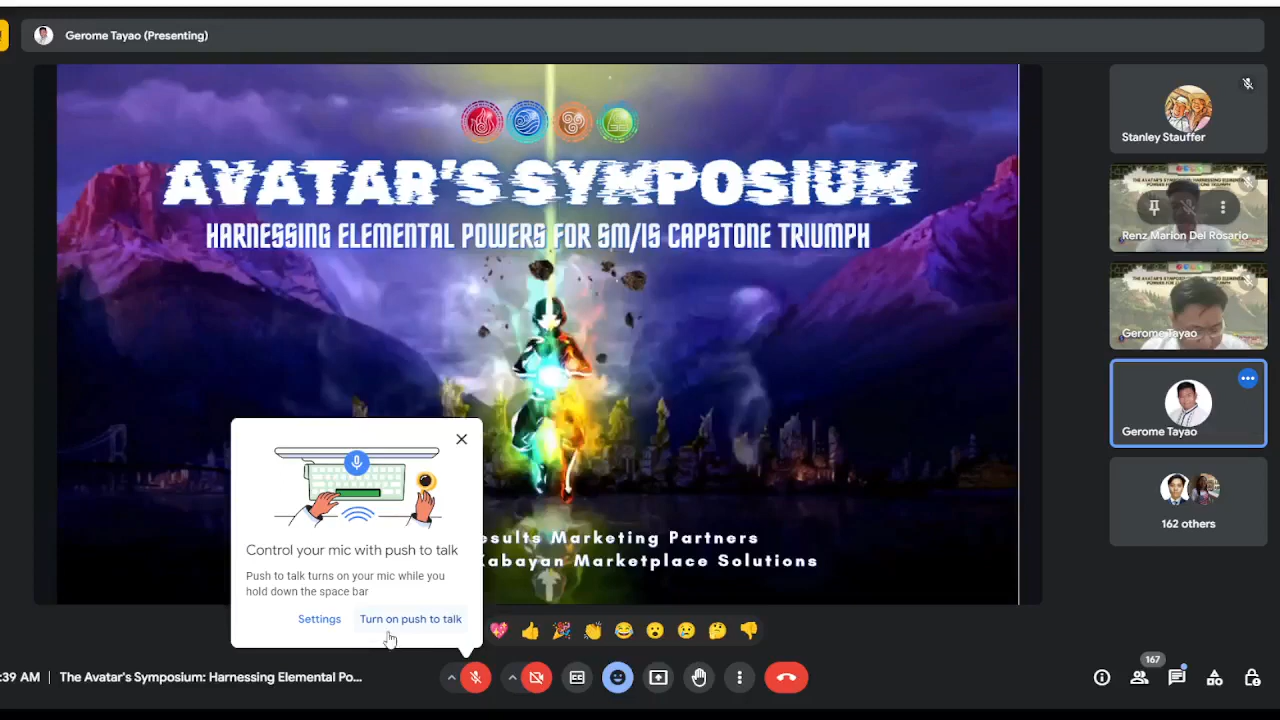 Gerome Tayao (Presenting)
AVATAR'S SYMPOSIUM
HARNESSING ELEMENTAL POWERS FOR SM/IS CAPSTONE TRIUMPH
esults Marketing Partners
Kabayan Marketplace Solutions
Stanley Stauffer
Renz Marion Del Rosario
Gerome Tayao
Gerome Tayao
162 others
Control your mic with push to talk
Push to talk turns on your mic while you
hold down the space bar
Settings
Turn on push to talk
:39 AM
The Avatar's Symposium: Harnessing Elemental Po...
167